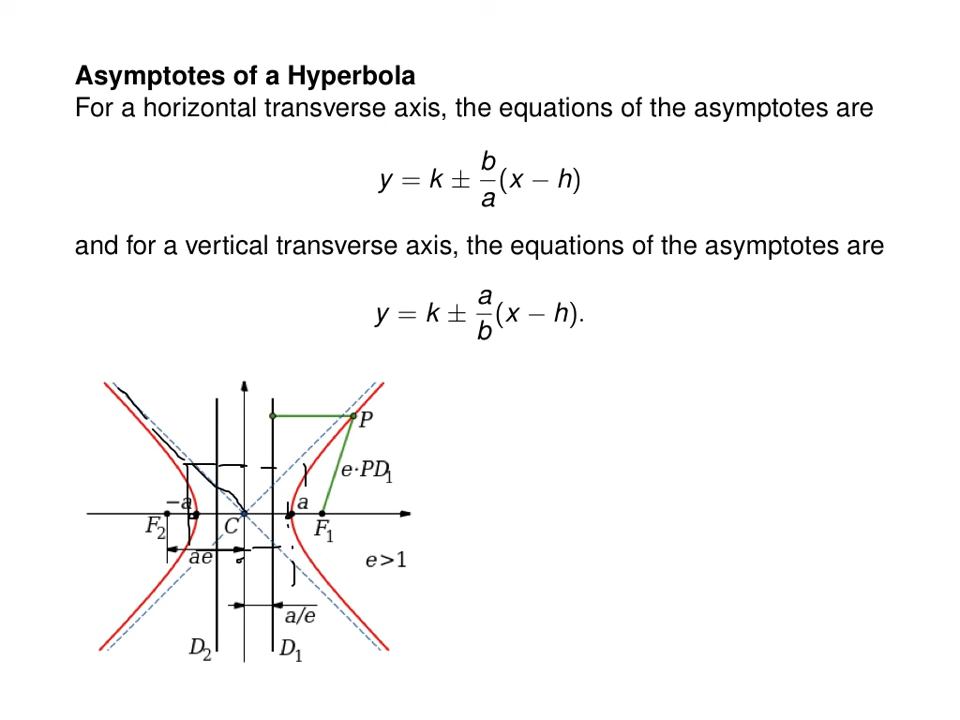 Asymptotes of a Hyperbola
For a horizontal transverse axis, the equations of the asymptotes are
y = k ± b/a (x − h)
and for a vertical transverse axis, the equations of the asymptotes are
y = k ± a/b (x − h).
P
e·PD₁
−a
a
F₂
C
F₁
ae
e>1
a/e
D₂
D₁